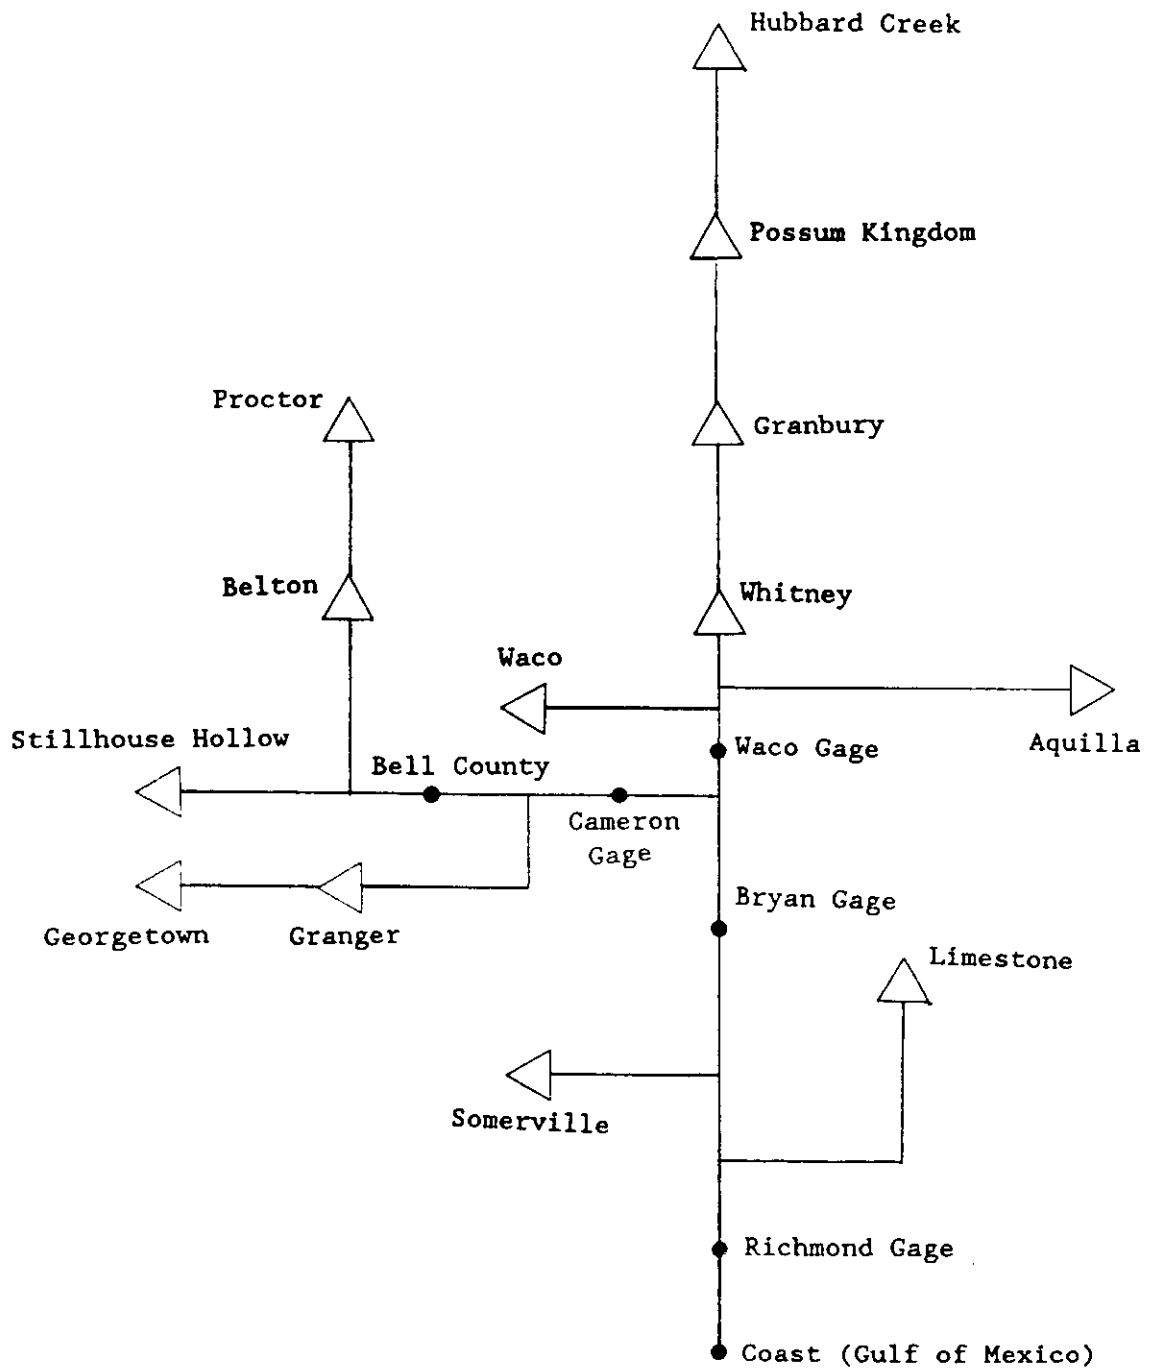 Hubbard Creek
Possum Kingdom
Proctor
Granbury
Belton
Whitney
Waco
Stillhouse Hollow
Aquilla
Waco Gage
Bell County
Cameron
Gage
Bryan Gage
Georgetown
Granger
Limestone
Somerville
Richmond Gage
Coast (Gulf of Mexico)